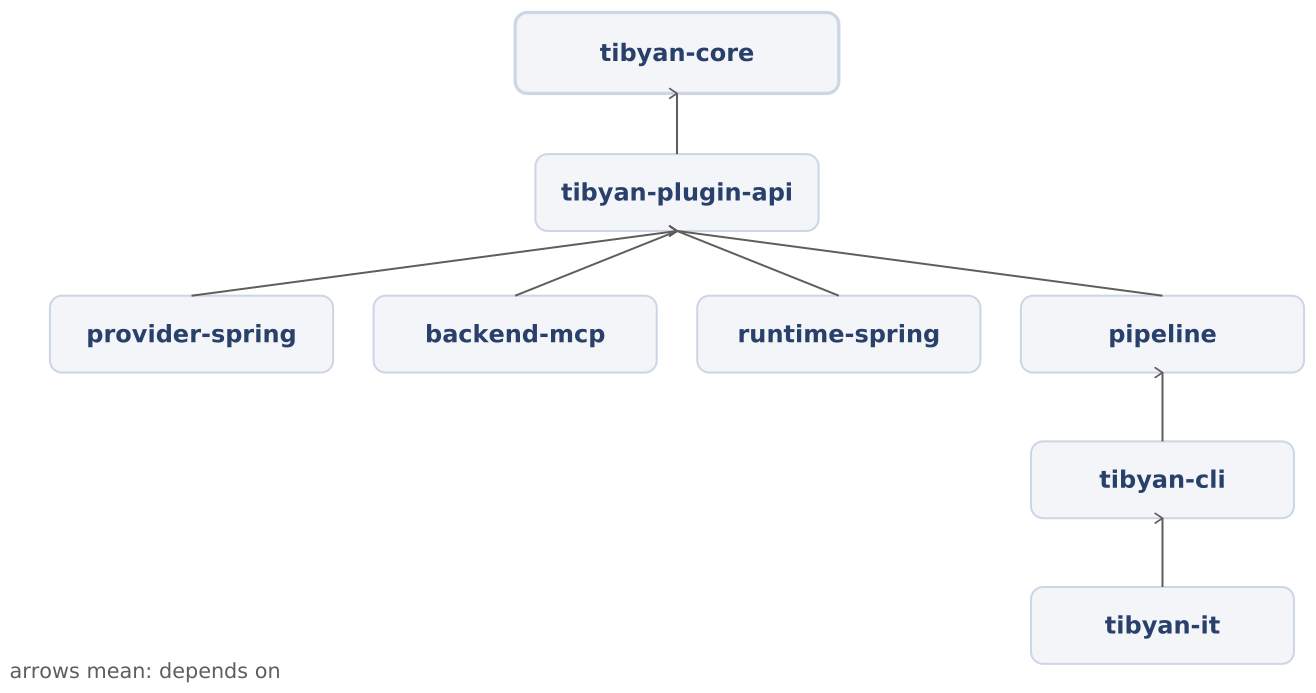 tibyan-core
tibyan-plugin-api
provider-spring
backend-mcp
runtime-spring
pipeline
tibyan-cli
tibyan-it
arrows mean: depends on